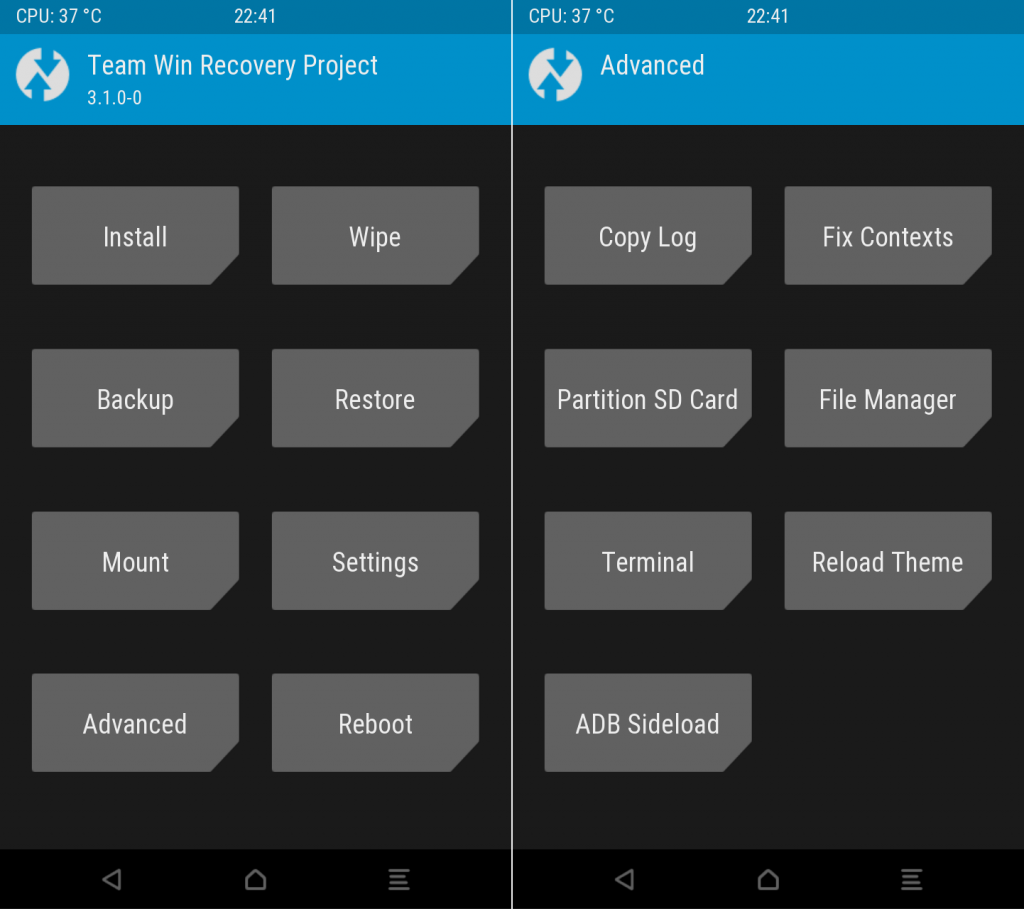 CPU: 37 °C 22:41
Team Win Recovery Project
3.1.0-0
Install Wipe
Backup Restore
Mount Settings
Advanced Reboot
CPU: 37 °C 22:41
Advanced
Copy Log Fix Contexts
Partition SD Card File Manager
Terminal Reload Theme
ADB Sideload